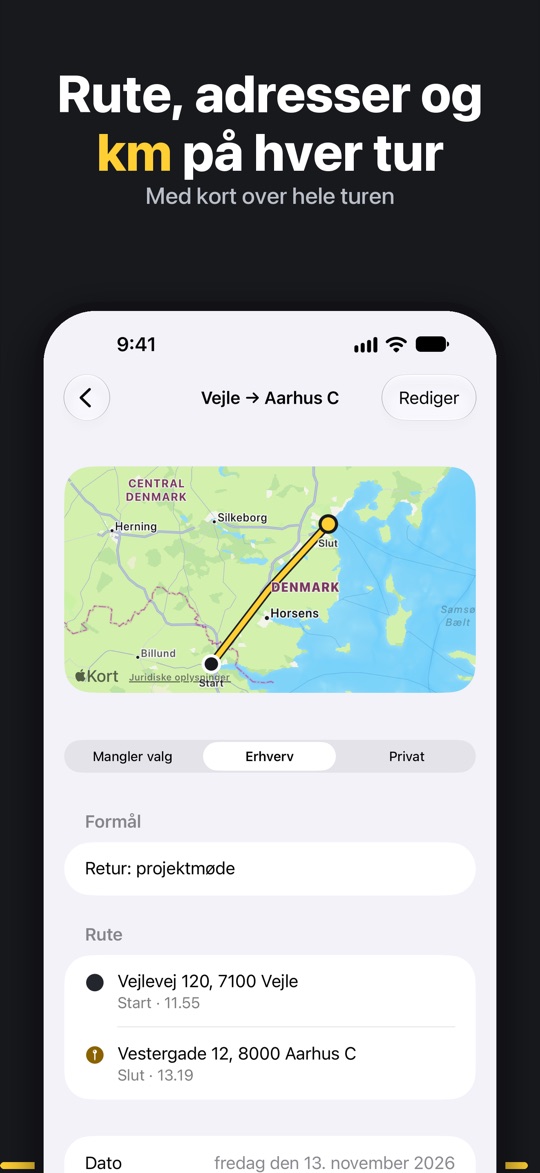 Rute, adresser og
km på hver tur
Med kort over hele turen
9:41
Vejle → Aarhus C
Rediger
CENTRAL
DENMARK
Herning
Silkeborg
Slut
DENMARK
Horsens
Samsø
Bælt
Billund
Kort
Juridiske oplysninger
Start
Mangler valg
Erhverv
Privat
Formål
Retur: projektmøde
Rute
Vejlevej 120, 7100 Vejle
Start · 11.55
Vestergade 12, 8000 Aarhus C
Slut · 13.19
Dato
fredag den 13. november 2026